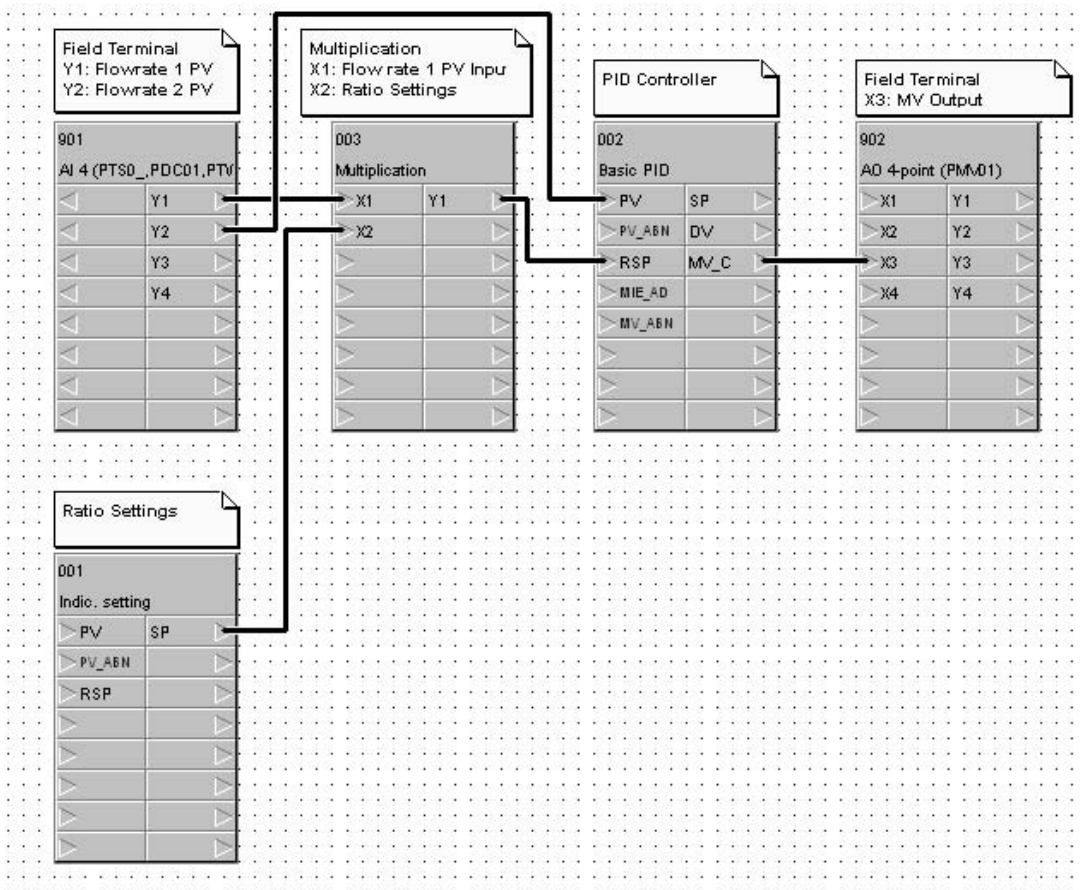 Field Terminal
Y1: Flowrate 1 PV
Y2: Flowrate 2 PV
Multiplication
X1: Flow rate 1 PV Input
X2: Ratio Settings
PID Controller
Field Terminal
X3: MV Output
901
AI 4 (PTS0_,PDC01,PTW
Y1
Y2
Y3
Y4
003
Multiplication
X1 Y1
X2
002
Basic PID
PV SP
PV_ABN DV
RSP MV_C
MIE_AD
MV_ABN
902
AO 4-point (PMV01)
X1 Y1
X2 Y2
X3 Y3
X4 Y4
Ratio Settings
001
Indic. setting
PV SP
PV_ABN
RSP